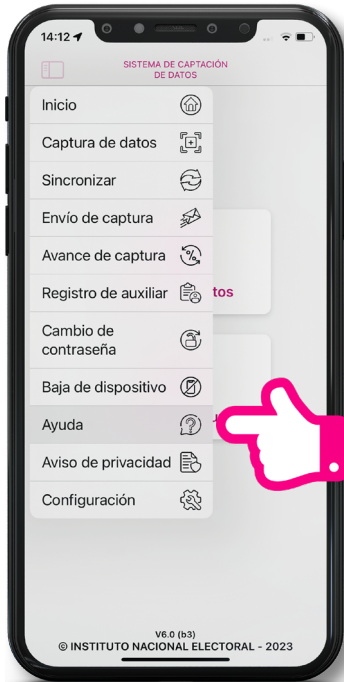 14:12
SISTEMA DE CAPTACIÓN
DE DATOS
Inicio
Captura de datos
Sincronizar
Envío de captura
Avance de captura
Registro de auxiliar
tos
Cambio de
contraseña
Baja de dispositivo
Ayuda
Aviso de privacidad
Configuración
V6.0 (b3)
© INSTITUTO NACIONAL ELECTORAL - 2023